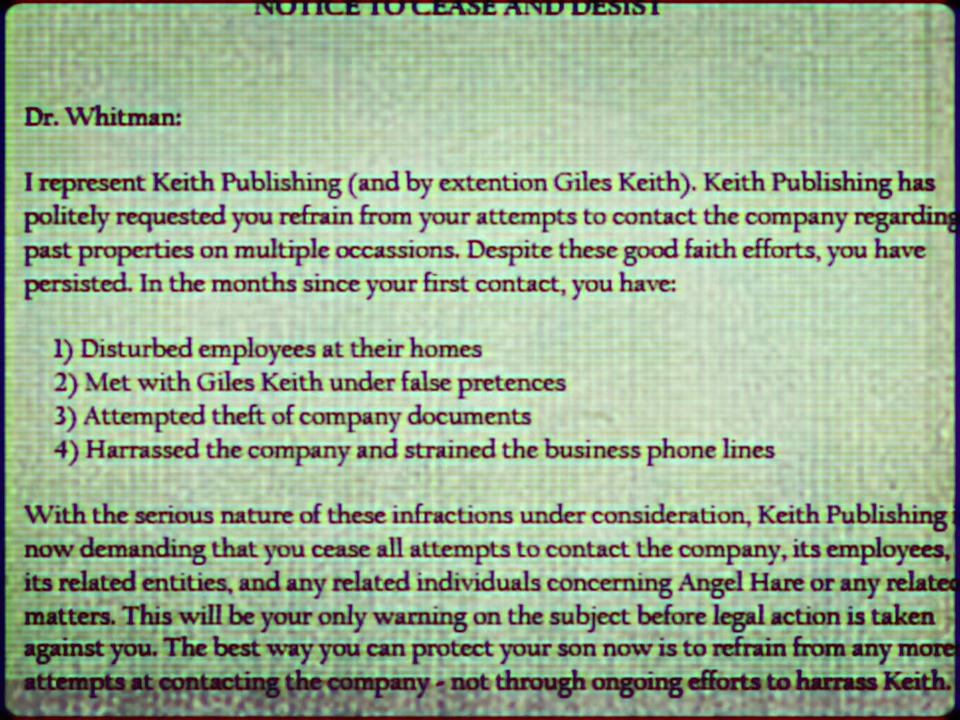 NOTICE TO CEASE AND DESIST
Dr. Whitman:
I represent Keith Publishing (and by extention Giles Keith). Keith Publishing has
politely requested you refrain from your attempts to contact the company regarding
past properties on multiple occassions. Despite these good faith efforts, you have
persisted. In the months since your first contact, you have:
1) Disturbed employees at their homes
2) Met with Giles Keith under false pretences
3) Attempted theft of company documents
4) Harrassed the company and strained the business phone lines
With the serious nature of these infractions under consideration, Keith Publishing
now demanding that you cease all attempts to contact the company, its employees,
its related entities, and any related individuals concerning Angel Hare or any related
matters. This will be your only warning on the subject before legal action is taken
against you. The best way you can protect your son now is to refrain from any more
attempts at contacting the company - not through ongoing efforts to harrass Keith.